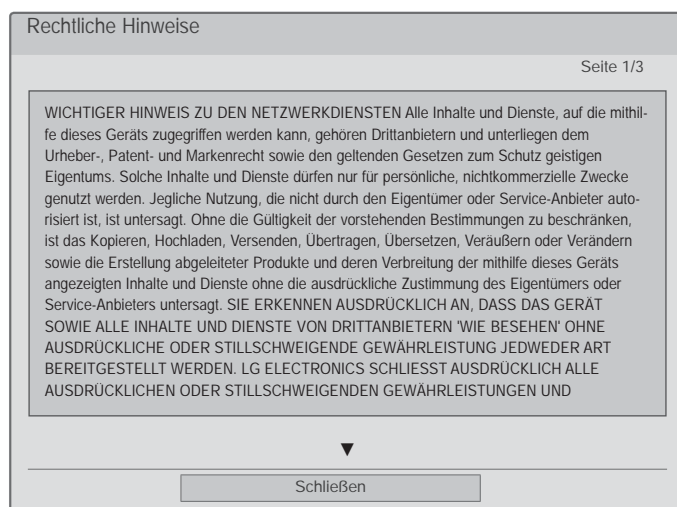 Rechtliche Hinweise
Seite 1/3
WICHTIGER HINWEIS ZU DEN NETZWERKDIENSTEN Alle Inhalte und Dienste, auf die mithil-
fe dieses Geräts zugegriffen werden kann, gehören Drittanbietern und unterliegen dem
Urheber-, Patent- und Markenrecht sowie den geltenden Gesetzen zum Schutz geistigen
Eigentums. Solche Inhalte und Dienste dürfen nur für persönliche, nichtkommerzielle Zwecke
genutzt werden. Jegliche Nutzung, die nicht durch den Eigentümer oder Service-Anbieter auto-
risiert ist, ist untersagt. Ohne die Gültigkeit der vorstehenden Bestimmungen zu beschränken,
ist das Kopieren, Hochladen, Versenden, Übertragen, Übersetzen, Veräußern oder Verändern
sowie die Erstellung abgeleiteter Produkte und deren Verbreitung der mithilfe dieses Geräts
angezeigten Inhalte und Dienste ohne die ausdrückliche Zustimmung des Eigentümers oder
Service-Anbieters untersagt. SIE ERKENNEN AUSDRÜCKLICH AN, DASS DAS GERÄT
SOWIE ALLE INHALTE UND DIENSTE VON DRITTANBIETERN 'WIE BESEHEN' OHNE
AUSDRÜCKLICHE ODER STILLSCHWEIGENDE GEWÄHRLEISTUNG JEDWEDER ART
BEREITGESTELLT WERDEN. LG ELECTRONICS SCHLIESST AUSDRÜCKLICH ALLE
AUSDRÜCKLICHEN ODER STILLSCHWEIGENDEN GEWÄHRLEISTUNGEN UND
Schließen